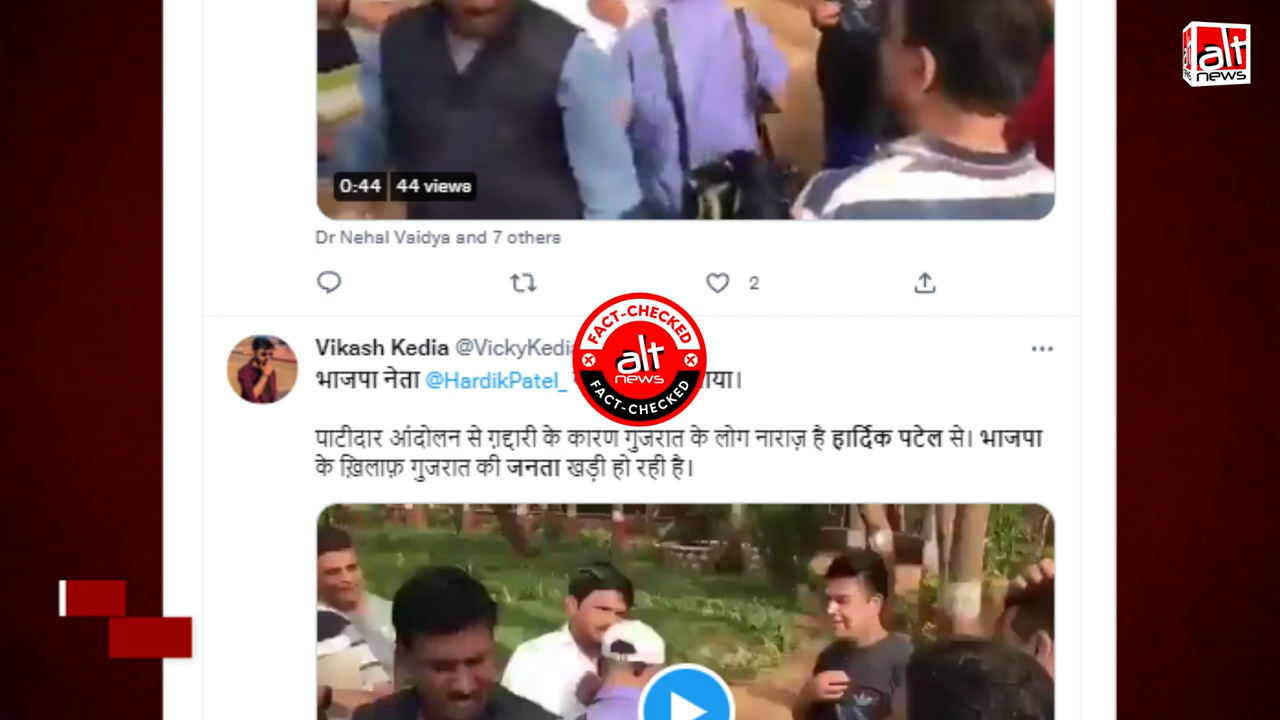 alt
news
0:44 44 views
Dr Nehal Vaidya and 7 others
2
Vikash Kedia
भाजपा नेता @HardikPatel_
FACT-CHECKED
alt
news
FACT-CHECKED
पाटीदार आंदोलन से ग़द्दारी के कारण गुजरात के लोग नाराज़ है हार्दिक पटेल से। भाजपा
के ख़िलाफ़ गुजरात की जनता खड़ी हो रही है।